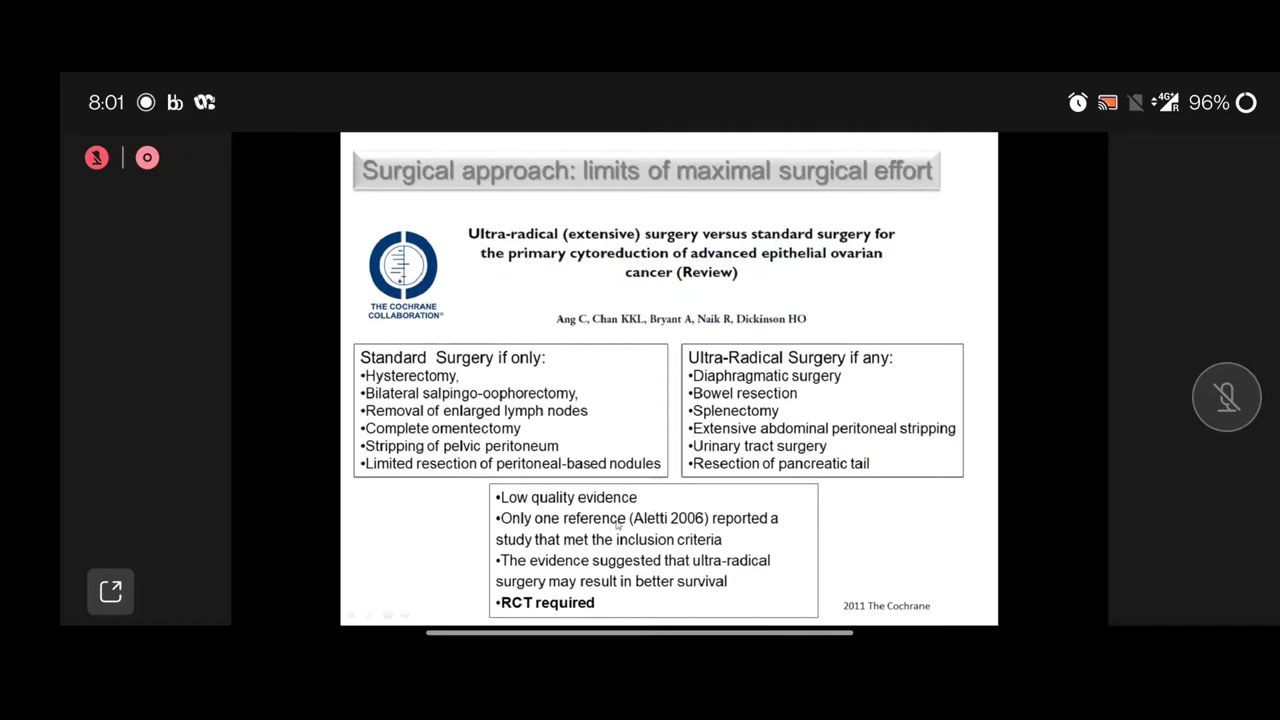 8:01
4G+
R
96%
Surgical approach: limits of maximal surgical effort
Ultra-radical (extensive) surgery versus standard surgery for
the primary cytoreduction of advanced epithelial ovarian
cancer (Review)
THE COCHRANE
COLLABORATION®
Ang C, Chan KKL, Bryant A, Naik R, Dickinson HO
Standard Surgery if only:
•Hysterectomy,
•Bilateral salpingo-oophorectomy,
•Removal of enlarged lymph nodes
•Complete omentectomy
•Stripping of pelvic peritoneum
•Limited resection of peritoneal-based nodules
Ultra-Radical Surgery if any:
•Diaphragmatic surgery
•Bowel resection
•Splenectomy
•Extensive abdominal peritoneal stripping
•Urinary tract surgery
•Resection of pancreatic tail
•Low quality evidence
•Only one reference (Aletti 2006) reported a
study that met the inclusion criteria
•The evidence suggested that ultra-radical
surgery may result in better survival
•RCT required
2011 The Cochrane